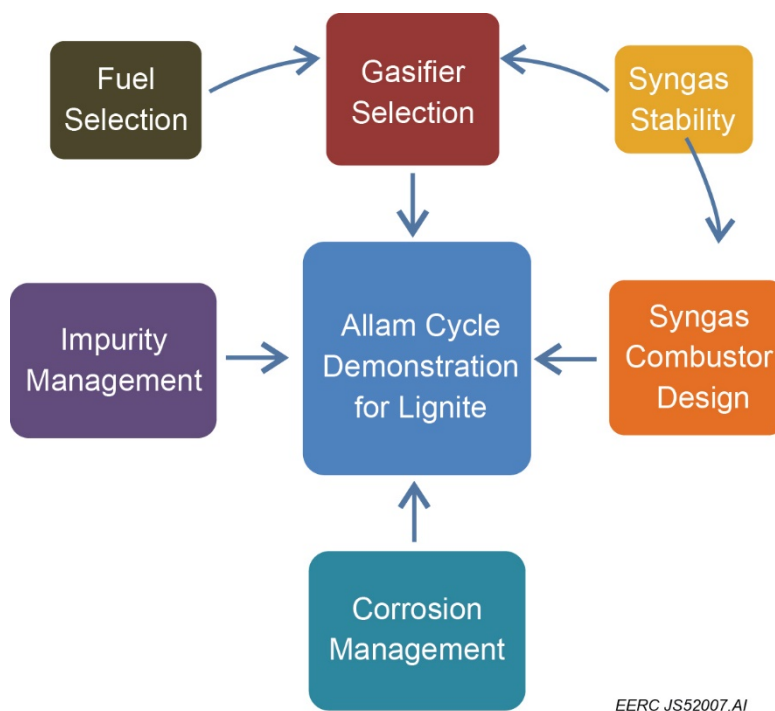 Fuel
Selection
Gasifier
Selection
Syngas
Stability
Impurity
Management
Allam Cycle
Demonstration
for Lignite
Syngas
Combustor
Design
Corrosion
Management
EERC JS52007.AI